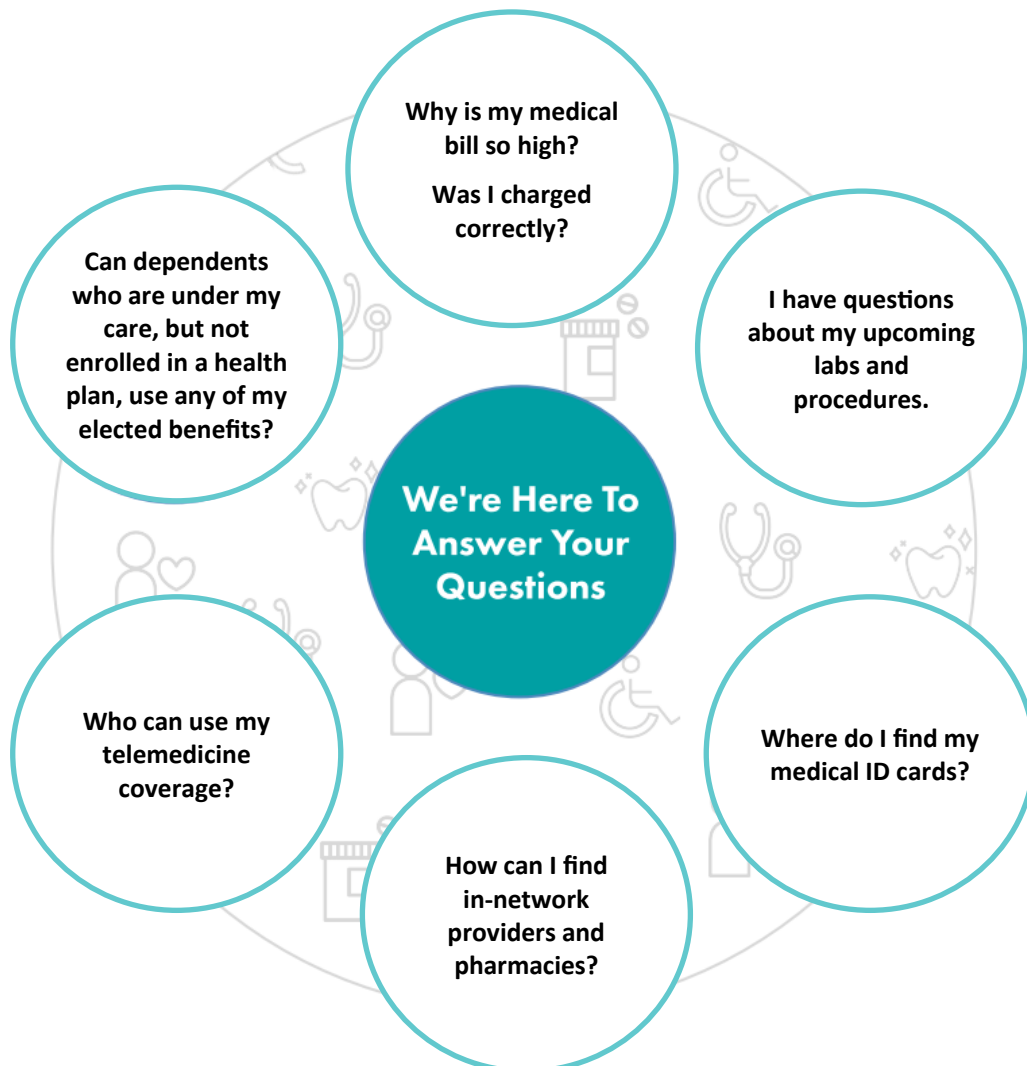 Why is my medical
bill so high?
Was I charged
correctly?
Can dependents
who are under my
care, but not
enrolled in a health
plan, use any of my
elected benefits?
I have questions
about my upcoming
labs and
procedures.
We're Here To
Answer Your
Questions
Who can use my
telemedicine
coverage?
Where do I find my
medical ID cards?
How can I find
in-network
providers and
pharmacies?